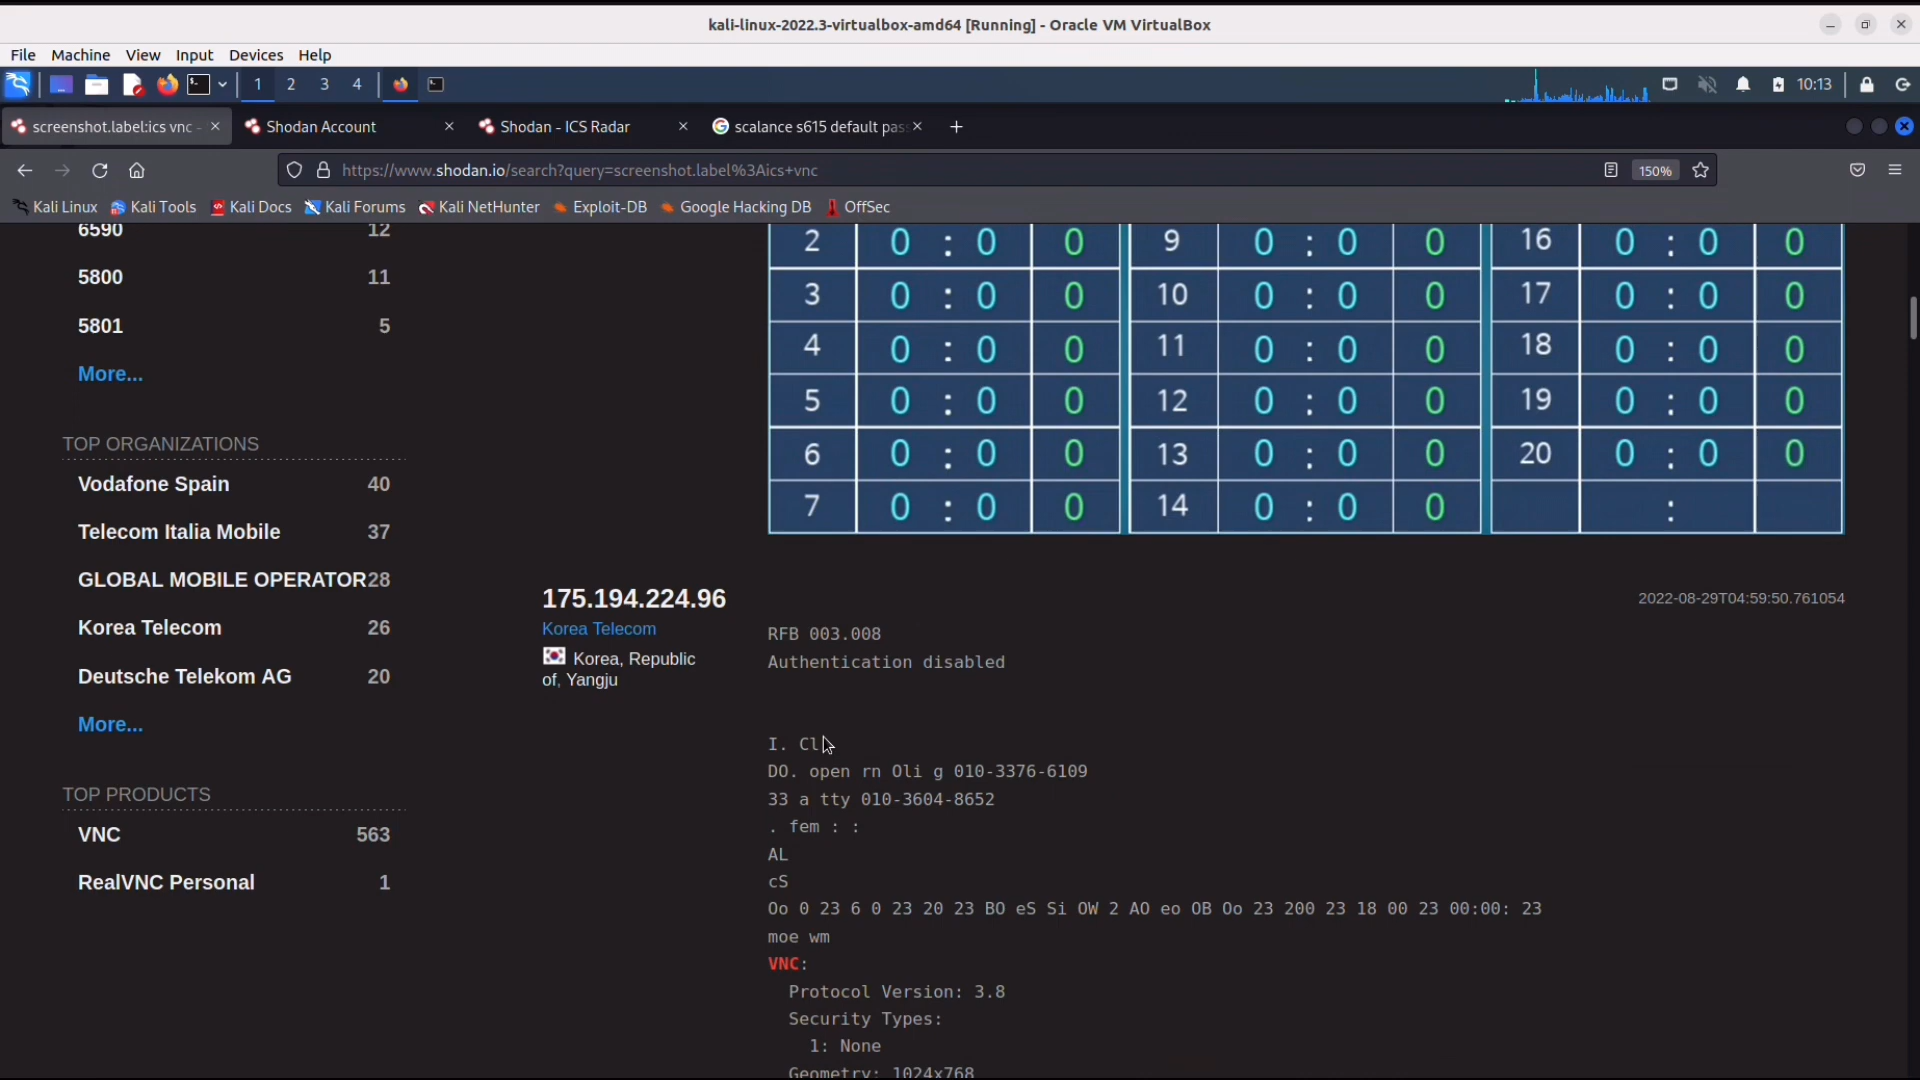 kali-linux-2022.3-virtualbox-amd64 [Running] - Oracle VM VirtualBox
File Machine View Input Devices Help
1 2 3 4
10:13
screenshot.label:ics vnc -
Shodan Account
Shodan - ICS Radar
scalance s615 default pas
https://www.shodan.io/search?query=screenshot.label%3Aics+vnc
150%
Kali Linux Kali Tools Kali Docs Kali Forums Kali NetHunter Exploit-DB Google Hacking DB OffSec
6590 12
5800 11
5801 5
More...
TOP ORGANIZATIONS
Vodafone Spain 40
Telecom Italia Mobile 37
GLOBAL MOBILE OPERATOR 28
Korea Telecom 26
Deutsche Telekom AG 20
More...
TOP PRODUCTS
VNC 563
RealVNC Personal 1
2 0 : 0 0 9 0 : 0 0 16 0 : 0 0
3 0 : 0 0 10 0 : 0 0 17 0 : 0 0
4 0 : 0 0 11 0 : 0 0 18 0 : 0 0
5 0 : 0 0 12 0 : 0 0 19 0 : 0 0
6 0 : 0 0 13 0 : 0 0 20 0 : 0 0
7 0 : 0 0 14 0 : 0 0 :
175.194.224.96
Korea Telecom
Korea, Republic
of, Yangju
2022-08-29T04:59:50.761054
RFB 003.008
Authentication disabled
I. Cl
DO. open rn Oli g 010-3376-6109
33 a tty 010-3604-8652
. fem : :
AL
cS
Oo 0 23 6 0 23 20 23 BO eS Si OW 2 AO eo OB Oo 23 200 23 18 00 23 00:00: 23
moe wm
VNC:
Protocol Version: 3.8
Security Types:
1: None
Geometry: 1024x768